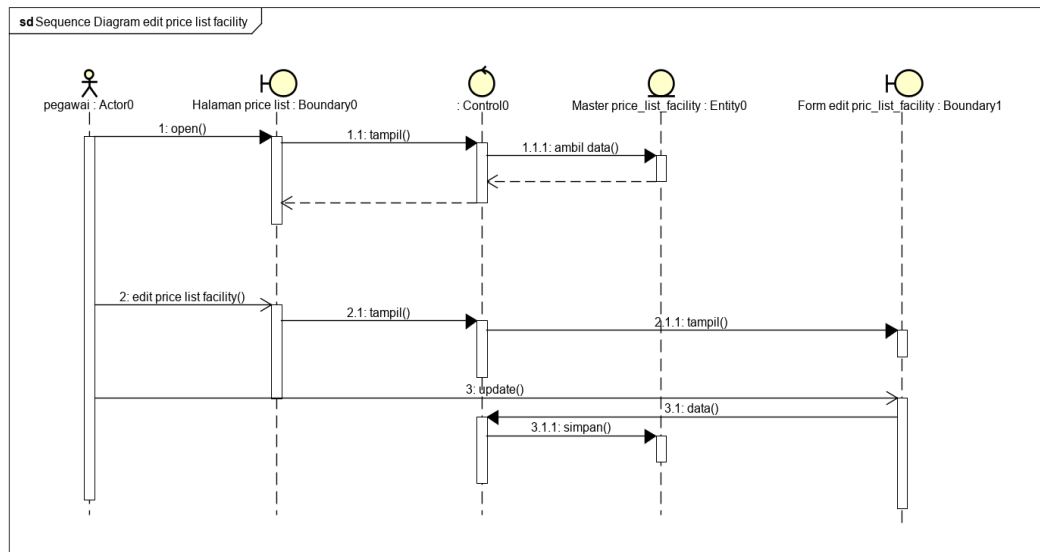 sd Sequence Diagram edit price list facility
pegawai : Actor0
Halaman price list : Boundary0
: Control0
Master price_list_facility : Entity0
Form edit pric_list_facility : Boundary1
1: open()
1.1: tampil()
1.1.1: ambil data()
2: edit price list facility()
2.1: tampil()
2.1.1: tampil()
3: update()
3.1: data()
3.1.1: simpan()